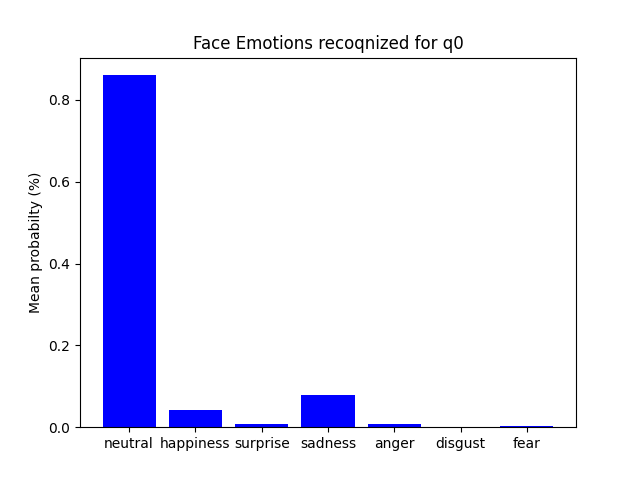 Face Emotions recoqnized for q0
Mean probabilty (%)
0.8
0.6
0.4
0.2
0.0
neutral happiness surprise sadness anger disgust fear